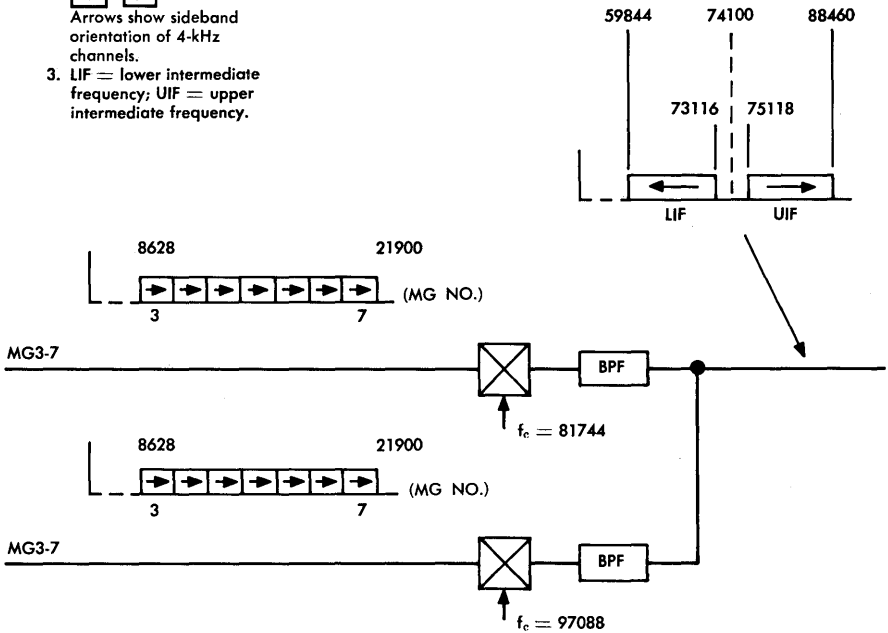 Arrows show sideband
orientation of 4-kHz
channels.
3. LIF = lower intermediate
frequency; UIF = upper
intermediate frequency.
59844 74100 88460
73116 75118
LIF UIF
8628 21900
(MG NO.)
3 7
MG3-7
BPF
fc = 81744
8628 21900
(MG NO.)
3 7
MG3-7
BPF
fc = 97088